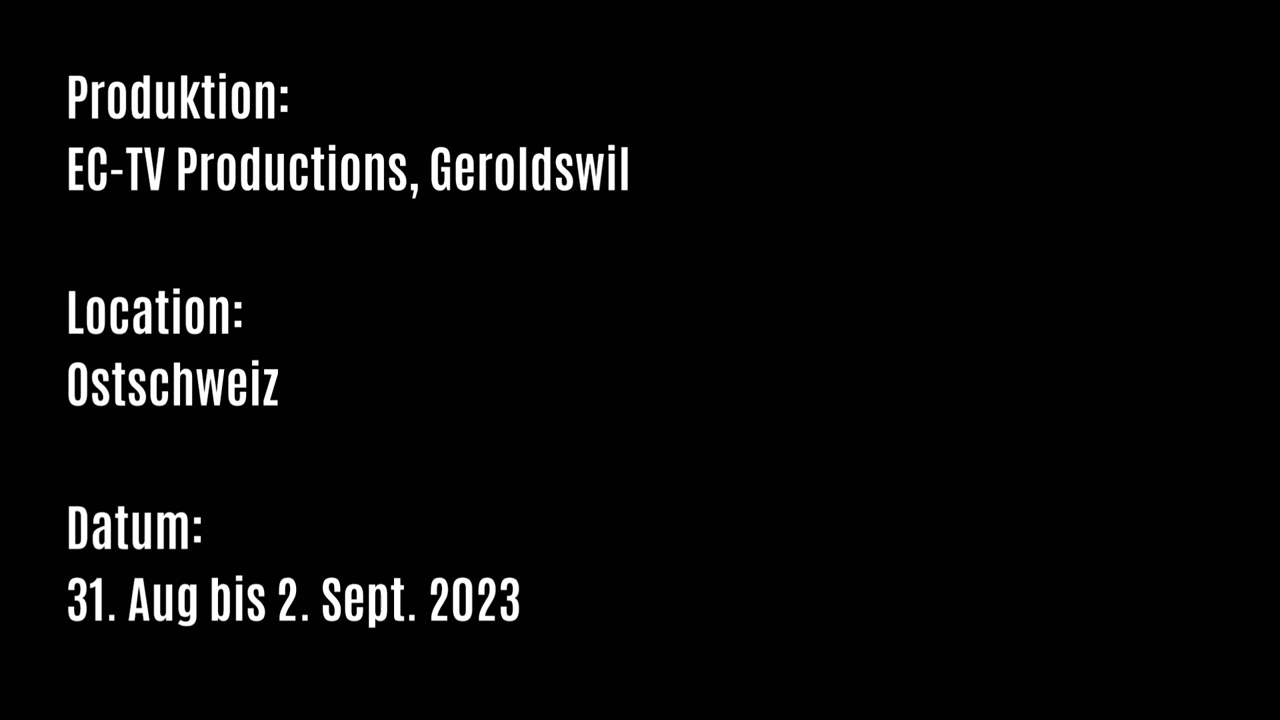 Produktion:
EC-TV Productions, Geroldswil
Location:
Ostschweiz
Datum:
31. Aug bis 2. Sept. 2023